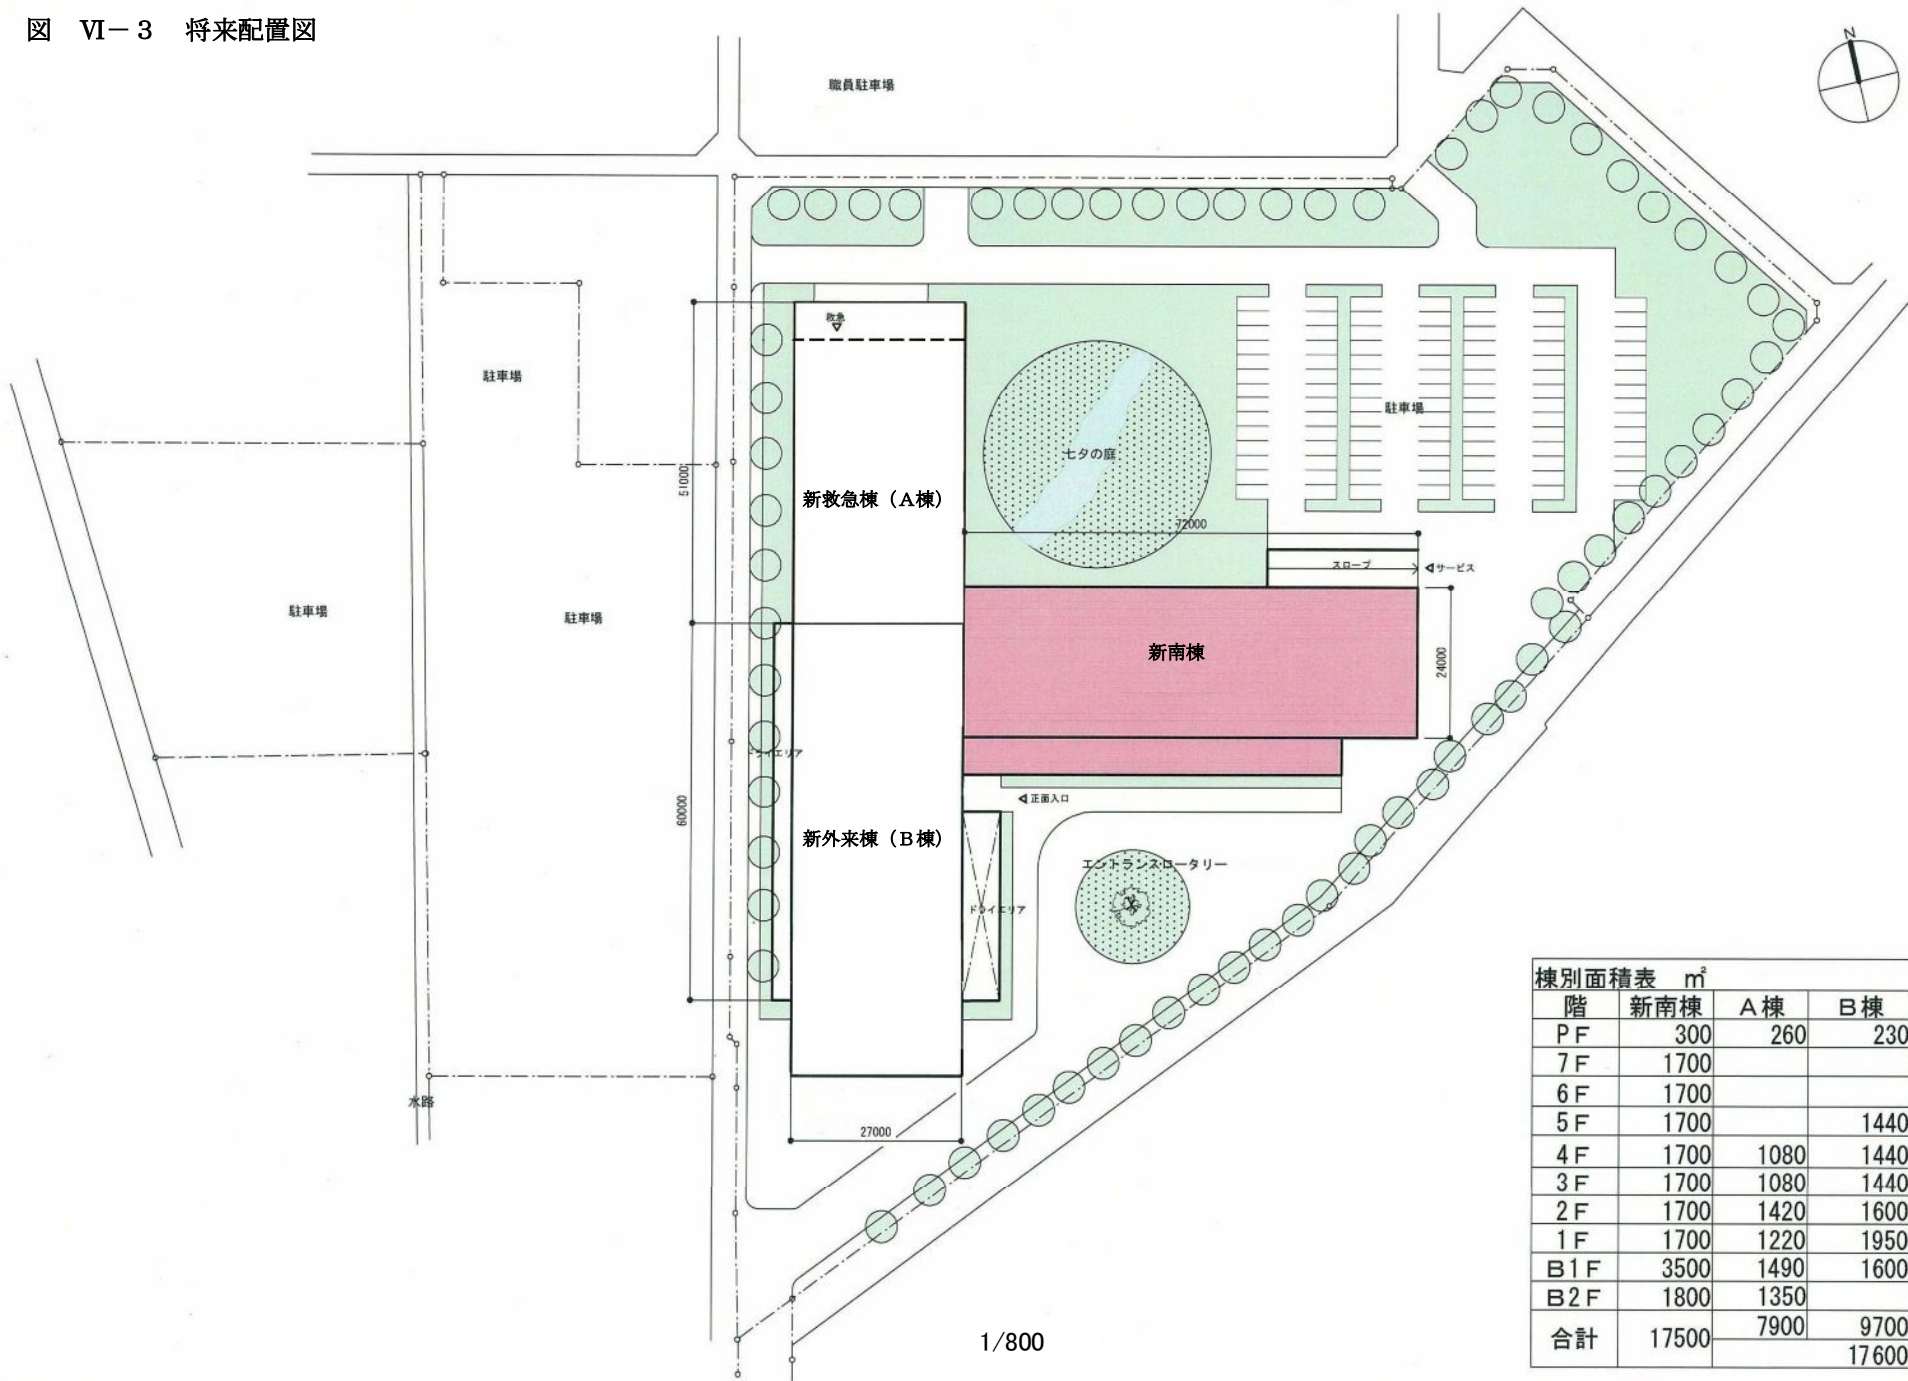 図 Ⅵ－３ 将来配置図
N
職員駐車場
救急
駐車場
七夕の庭
駐車場
51000
新救急棟（Ａ棟）
72000
スロープ
サービス
駐車場
駐車場
新南棟
24000
正面入口
60000
新外来棟（Ｂ棟）
エントランスロータリー
ドライエリア
水路
27000
1/800
棟別面積表 ㎡
階 新南棟 Ａ棟 Ｂ棟
ＰＦ 300 260 230
７Ｆ 1700
６Ｆ 1700
５Ｆ 1700 1440
４Ｆ 1700 1080 1440
３Ｆ 1700 1080 1440
２Ｆ 1700 1420 1600
１Ｆ 1700 1220 1950
Ｂ１Ｆ 3500 1490 1600
Ｂ２Ｆ 1800 1350
合計 17500 7900 9700
17600